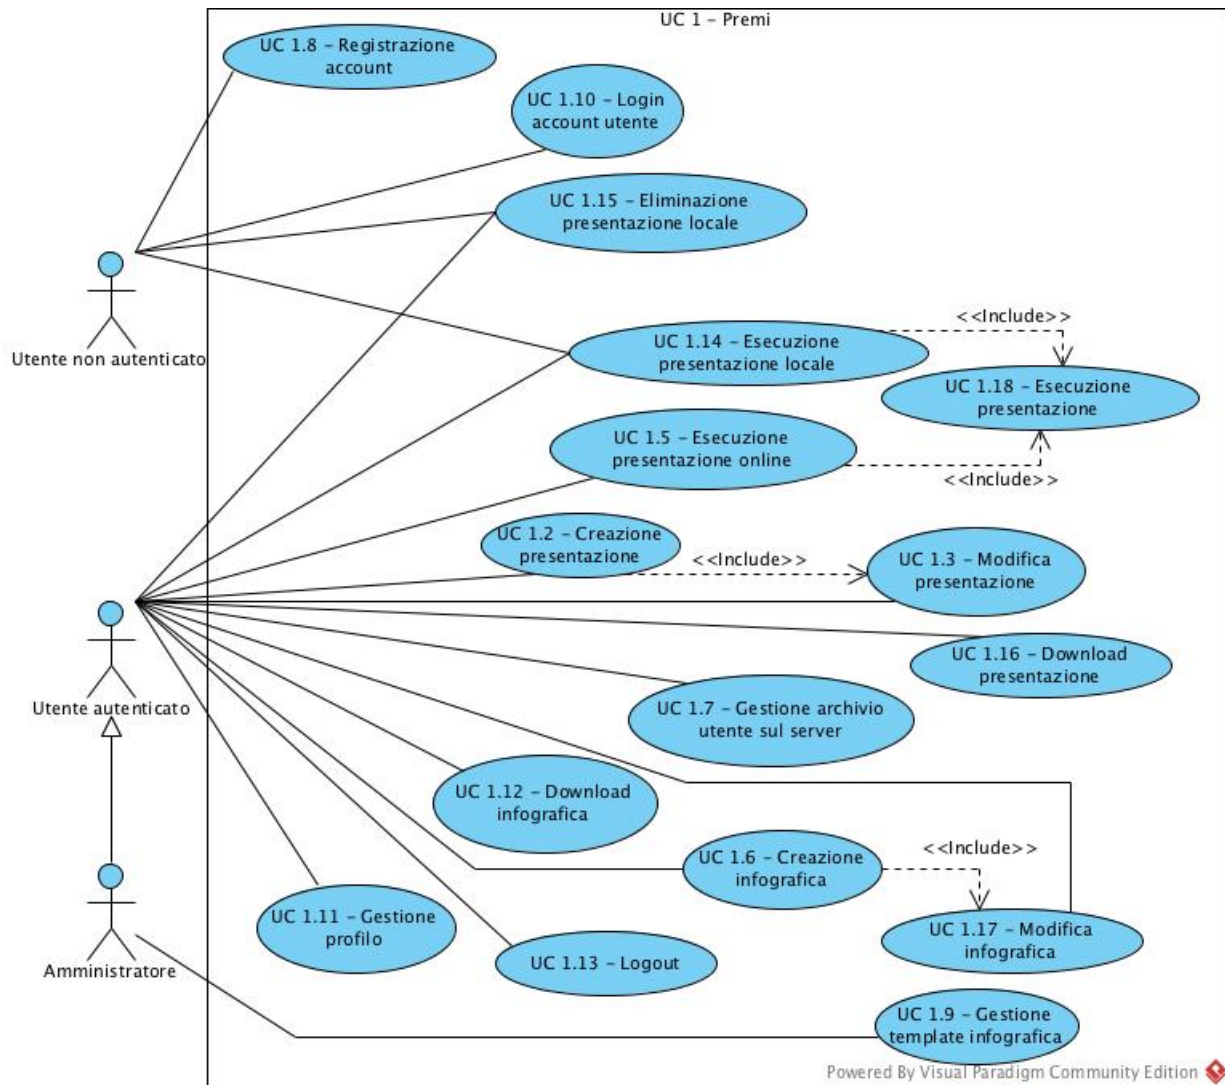 UC 1 - Premi
UC 1.8 - Registrazione
account
UC 1.10 - Login
account utente
UC 1.15 - Eliminazione
presentazione locale
Utente non autenticato
UC 1.14 - Esecuzione
presentazione locale
<<Include>>
UC 1.18 - Esecuzione
presentazione
UC 1.5 - Esecuzione
presentazione online
<<Include>>
UC 1.2 - Creazione
presentazione
<<Include>>
UC 1.3 - Modifica
presentazione
Utente autenticato
UC 1.16 - Download
presentazione
UC 1.7 - Gestione archivio
utente sul server
UC 1.12 - Download
infografica
UC 1.6 - Creazione
infografica
<<Include>>
UC 1.11 - Gestione
profilo
UC 1.17 - Modifica
infografica
Amministratore
UC 1.13 - Logout
UC 1.9 - Gestione
template infografica
Powered By Visual Paradigm Community Edition